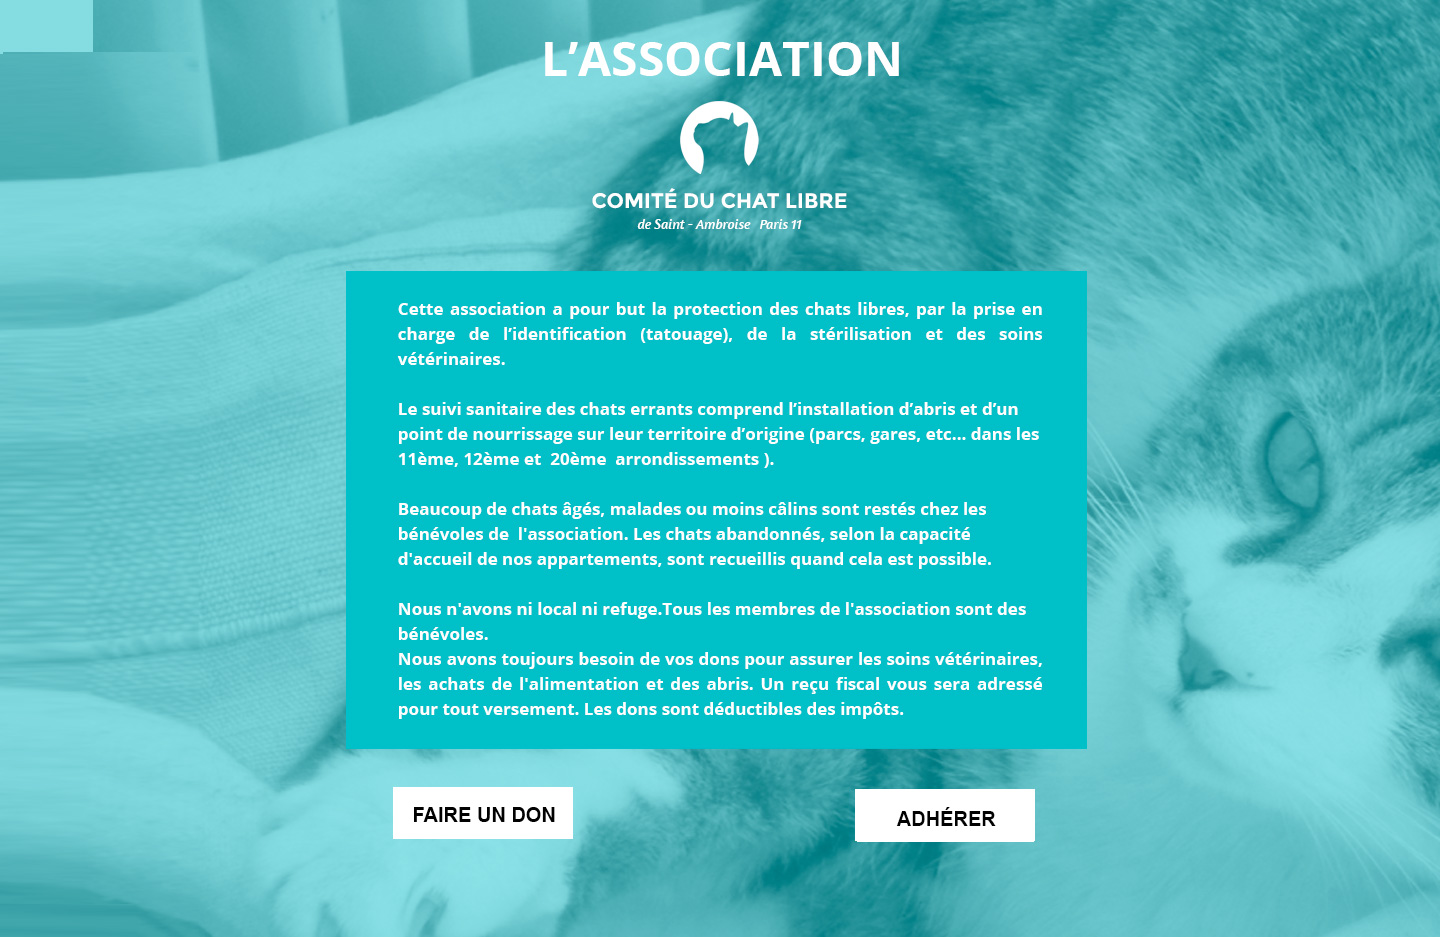 L’ASSOCIATION
COMITÉ DU CHAT LIBRE
de Saint - Ambroise Paris 11
Cette association a pour but la protection des chats libres, par la prise en
charge de l’identification (tatouage), de la stérilisation et des soins
vétérinaires.
Le suivi sanitaire des chats errants comprend l’installation d’abris et d’un
point de nourrissage sur leur territoire d’origine (parcs, gares, etc... dans les
11ème, 12ème et 20ème arrondissements ).
Beaucoup de chats âgés, malades ou moins câlins sont restés chez les
bénévoles de l'association. Les chats abandonnés, selon la capacité
d'accueil de nos appartements, sont recueillis quand cela est possible.
Nous n'avons ni local ni refuge.Tous les membres de l'association sont des
bénévoles.
Nous avons toujours besoin de vos dons pour assurer les soins vétérinaires,
les achats de l'alimentation et des abris. Un reçu fiscal vous sera adressé
pour tout versement. Les dons sont déductibles des impôts.
FAIRE UN DON
ADHÉRER